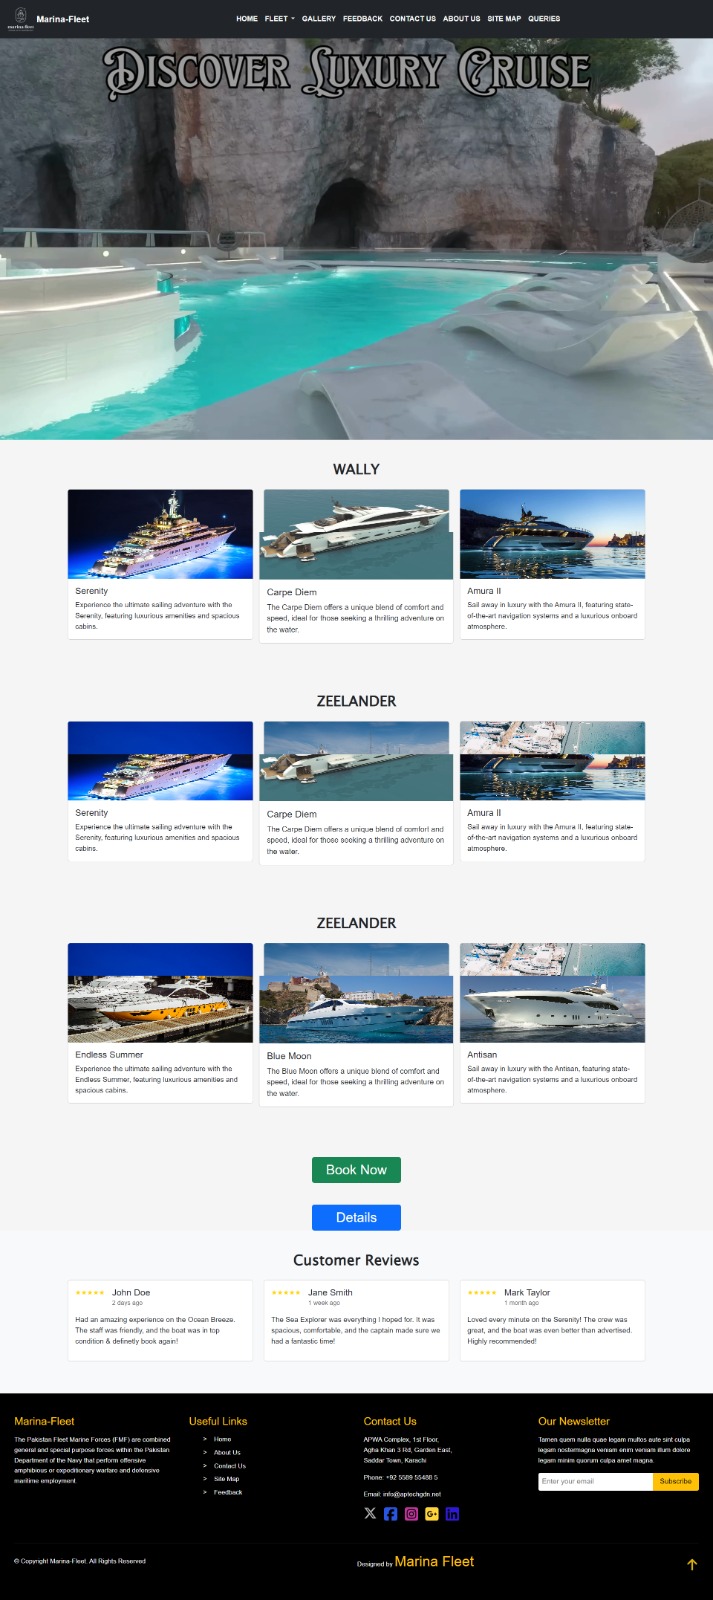 Marina-Fleet
HOME FLEET GALLERY FEEDBACK CONTACT US ABOUT US SITE MAP QUERIES
DISCOVER LUXURY CRUISE
WALLY
Serenity
Experience the ultimate sailing adventure with the
Serenity, featuring luxurious amenities and spacious
cabins.
Carpe Diem
The Carpe Diem offers a unique blend of comfort and
speed, ideal for those seeking a thrilling adventure on
the water.
Amura II
Sail away in luxury with the Amura II, featuring state-
of-the-art navigation systems and a luxurious onboard
atmosphere.
ZEELANDER
Serenity
Experience the ultimate sailing adventure with the
Serenity, featuring luxurious amenities and spacious
cabins.
Carpe Diem
The Carpe Diem offers a unique blend of comfort and
speed, ideal for those seeking a thrilling adventure on
the water.
Amura II
Sail away in luxury with the Amura II, featuring state-
of-the-art navigation systems and a luxurious onboard
atmosphere.
ZEELANDER
Endless Summer
Experience the ultimate sailing adventure with the
Endless Summer, featuring luxurious amenities and
spacious cabins.
Blue Moon
The Blue Moon offers a unique blend of comfort and
speed, ideal for those seeking a thrilling adventure on
the water.
Antisan
Sail away in luxury with the Antisan, featuring state-
of-the-art navigation systems and a luxurious onboard
atmosphere.
Book Now
Details
Customer Reviews
★★★★★ John Doe
2 days ago
Had an amazing experience on the Ocean Breeze.
The staff was friendly, and the boat was in top
condition & definetly book again!
★★★★★ Jane Smith
1 week ago
The Sea Explorer was everything I hoped for. It was
spacious, comfortable, and the captain made sure we
had a fantastic time!
★★★★★ Mark Taylor
1 month ago
Loved every minute on the Serenity! The crew was
great, and the boat was even better than advertised.
Highly recommended!
Marina-Fleet
The Pakistan Fleet Marine Forces (FMF) are combined
general and special purpose forces within the Pakistan
Department of the Navy that perform offensive
amphibious or expeditionary warfare and defensive
maritime employment.
Useful Links
> Home
> About Us
> Contact Us
> Site Map
> Feedback
Contact Us
APWA Complex, 1st Floor,
Agha Khan 3 Rd, Garden East,
Saddar Town, Karachi
Phone: +92 5589 55488 5
Email: info@aptechgdn.net
Our Newsletter
Tamen quem nulla quae legam multos aute sint culpa
legam nostermagna veniam enim veniam illum dolore
legam minim quorum culpa amet magna.
Enter your email Subscribe
© Copyright Marina-Fleet. All Rights Reserved
Designed by Marina Fleet